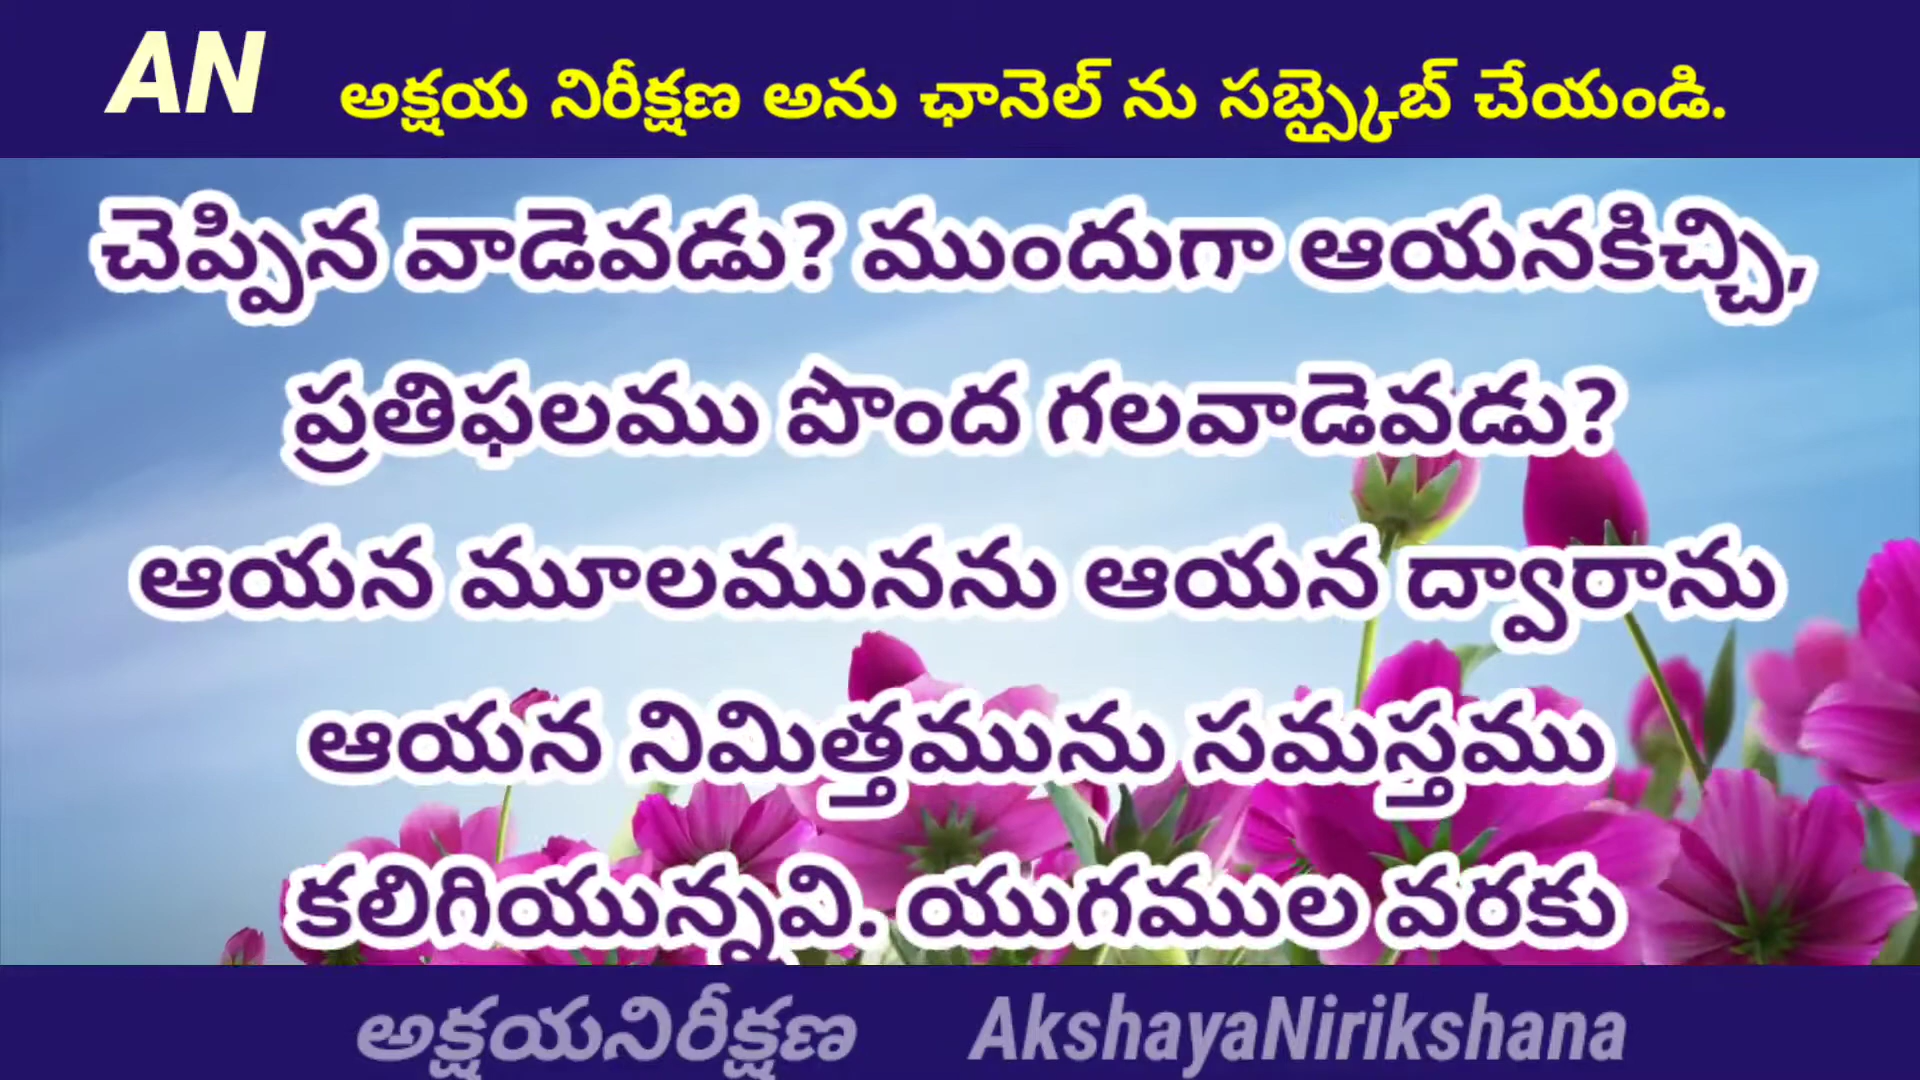 AN
అక్షయ నిరీక్షణ అను ఛానెల్ ను సబ్స్క్రైబ్ చేయండి.
చెప్పిన వాడెవడు? ముందుగా ఆయనకిచ్చి,
ప్రతిఫలము పొంద గలవాడెవడు?
ఆయన మూలమునను ఆయన ద్వారాను
ఆయన నిమిత్తమును సమస్తము
కలిగియున్నవి. యుగముల వరకు
అక్షయనిరీక్షణ AkshayaNirikshana